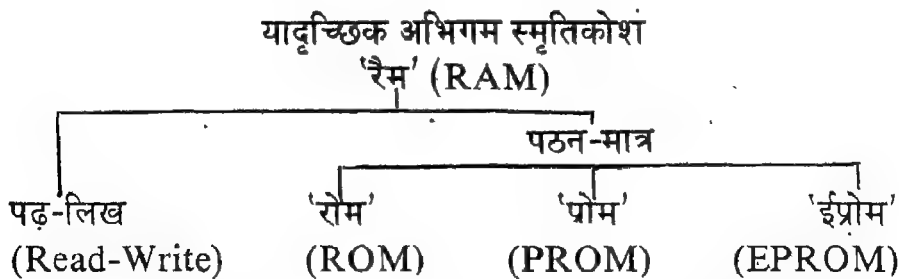 यादृच्छिक अभिगम स्मृतिकोश
'रैम' (RAM)
पठन-मात्र
पढ़-लिख 'रोम' 'प्रोम' 'ईप्रोम'
(Read-Write) (ROM) (PROM) (EPROM)